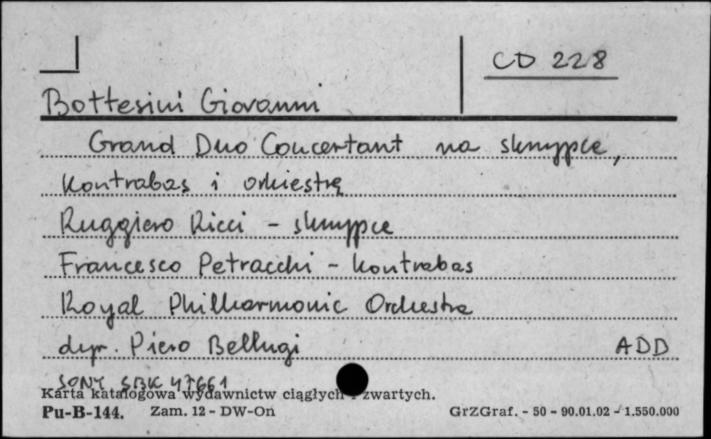 CD 228
Bottesini Giovanni
Grand Duo Concertant na skrzypce,
kontrabas i orkiestrę
Ruggiero Ricci - skrzypce
Francesco Petracchi - kontrabas
Royal Philharmonic Orchestra
dyr. Piero Bellugi ADD
SONY SBK 47661
Karta katalogowa wydawnictw ciągłych i zwartych.
Pu-B-144. Zam. 12 - DW-On GrZGraf. - 50 - 90.01.02 - 1.550.000